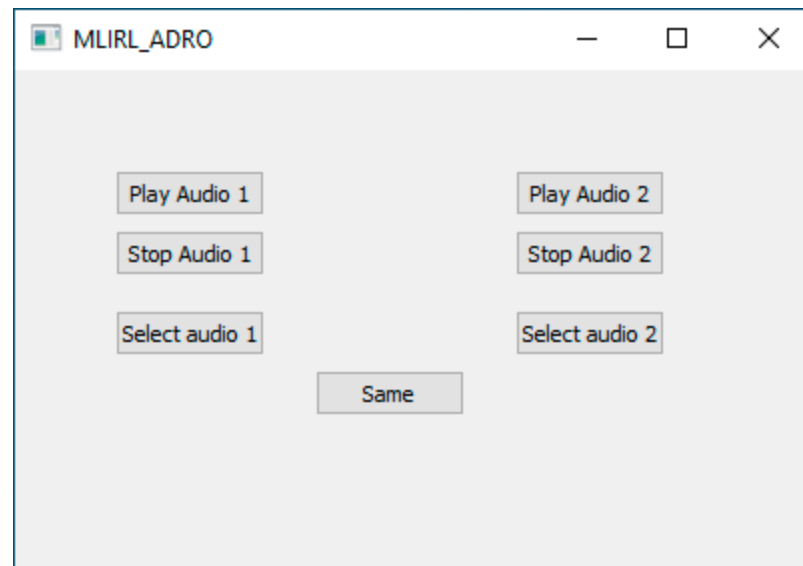 MLIRL_ADRO
Play Audio 1
Play Audio 2
Stop Audio 1
Stop Audio 2
Select audio 1
Select audio 2
Same